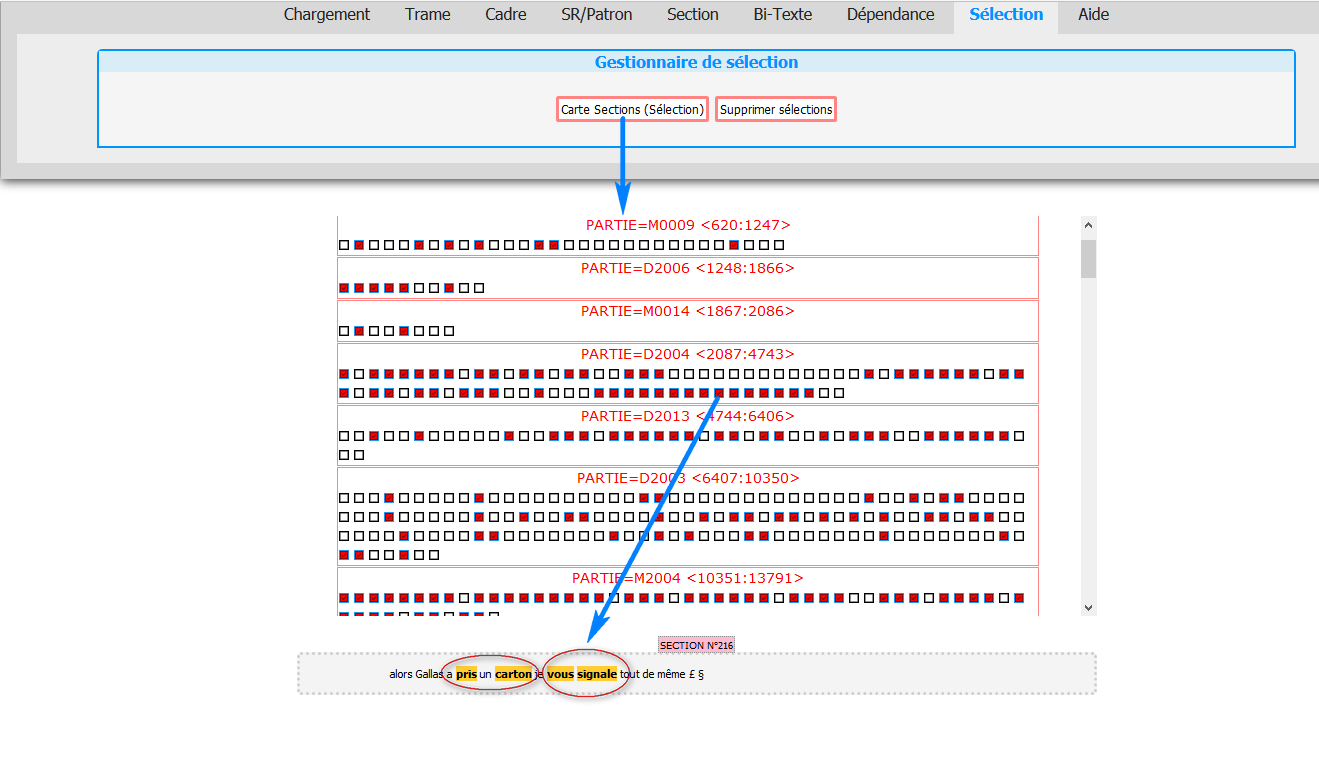 Chargement Trame Cadre SR/Patron Section Bi-Texte Dépendance Sélection Aide
Gestionnaire de sélection
Carte Sections (Sélection) Supprimer sélections
PARTIE=M0009 <620:1247>
PARTIE=D2006 <1248:1866>
PARTIE=M0014 <1867:2086>
PARTIE=D2004 <2087:4743>
PARTIE=D2013 <4744:6406>
PARTIE=D2003 <6407:10350>
PARTIE=M2004 <10351:13791>
SECTION N°216
alors Gallas a pris un carton je vous signale tout de même £ §